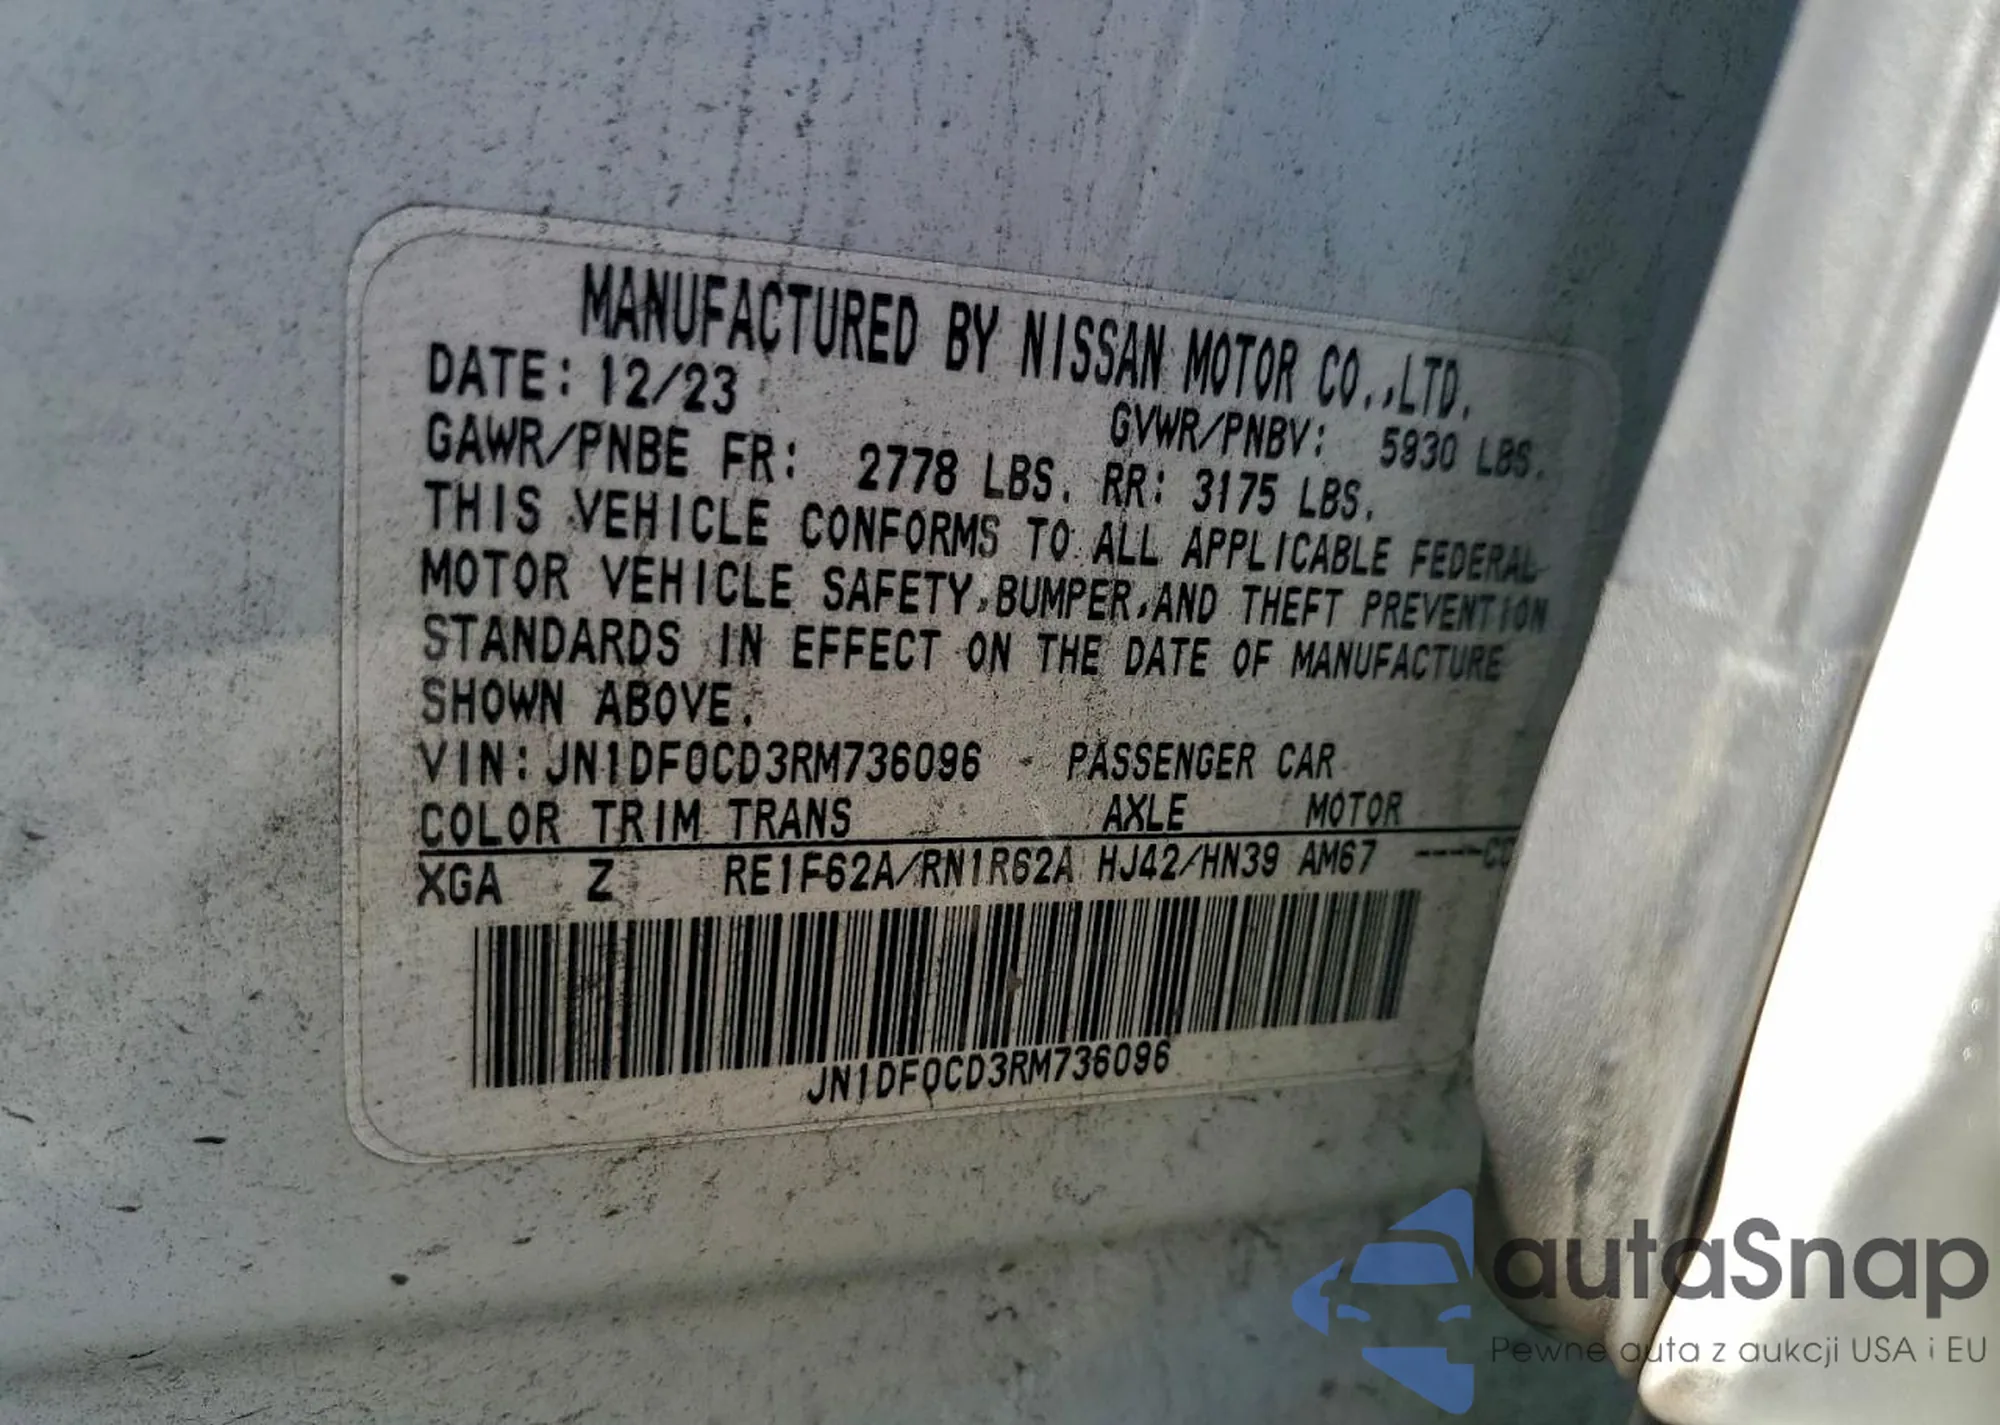 MANUFACTURED BY NISSAN MOTOR CO.,LTD.
DATE: 12/23 GVWR/PNBV: 5930 LBS.
GAWR/PNBE FR: 2778 LBS. RR: 3175 LBS.
THIS VEHICLE CONFORMS TO ALL APPLICABLE FEDERAL
MOTOR VEHICLE SAFETY,BUMPER,AND THEFT PREVENTION
STANDARDS IN EFFECT ON THE DATE OF MANUFACTURE
SHOWN ABOVE.
VIN: JN1DF0CD3RM736096 - PASSENGER CAR
COLOR TRIM TRANS AXLE MOTOR
XGA Z RE1F62A/RN1R62A HJ42/HN39 AM67
JN1DF0CD3RM736096
autaSnap
Pewne auta z aukcji USA i EU